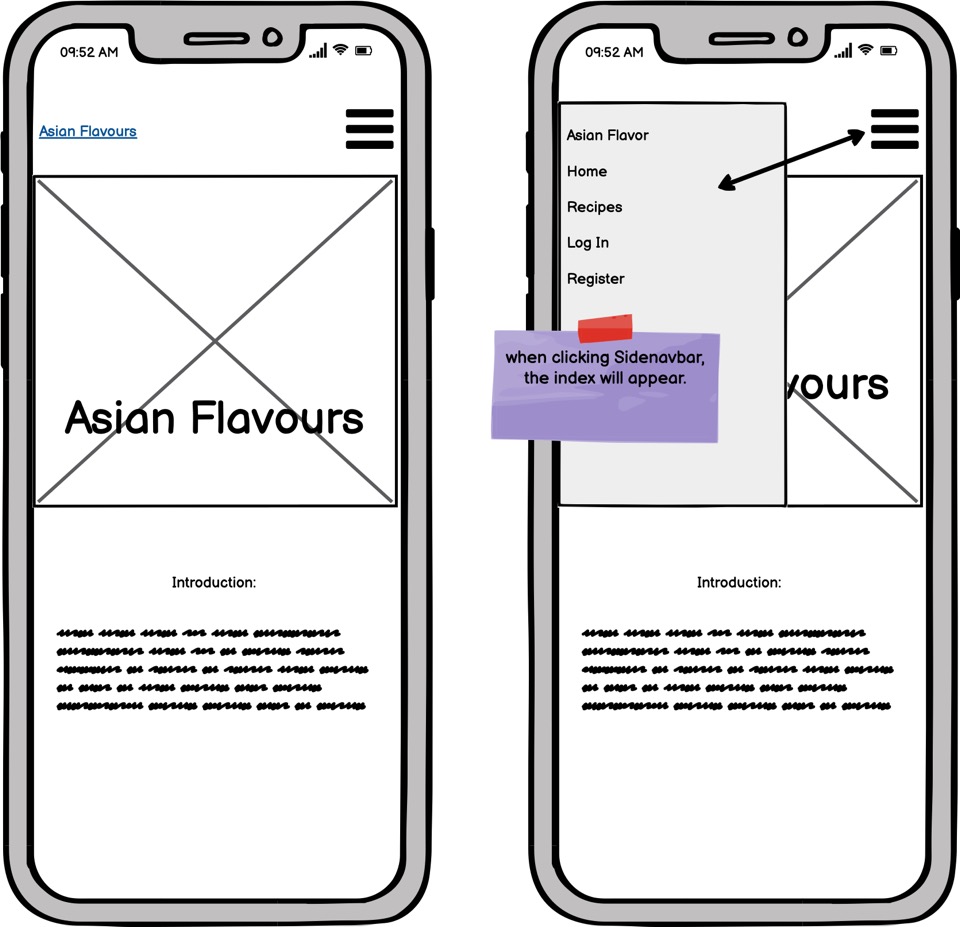 09:52 AM
Asian Flavours
Asian Flavours
Introduction:
09:52 AM
Asian Flavor
Home
Recipes
Log In
Register
when clicking Sidenavbar,
the index will appear.
vours
Introduction: